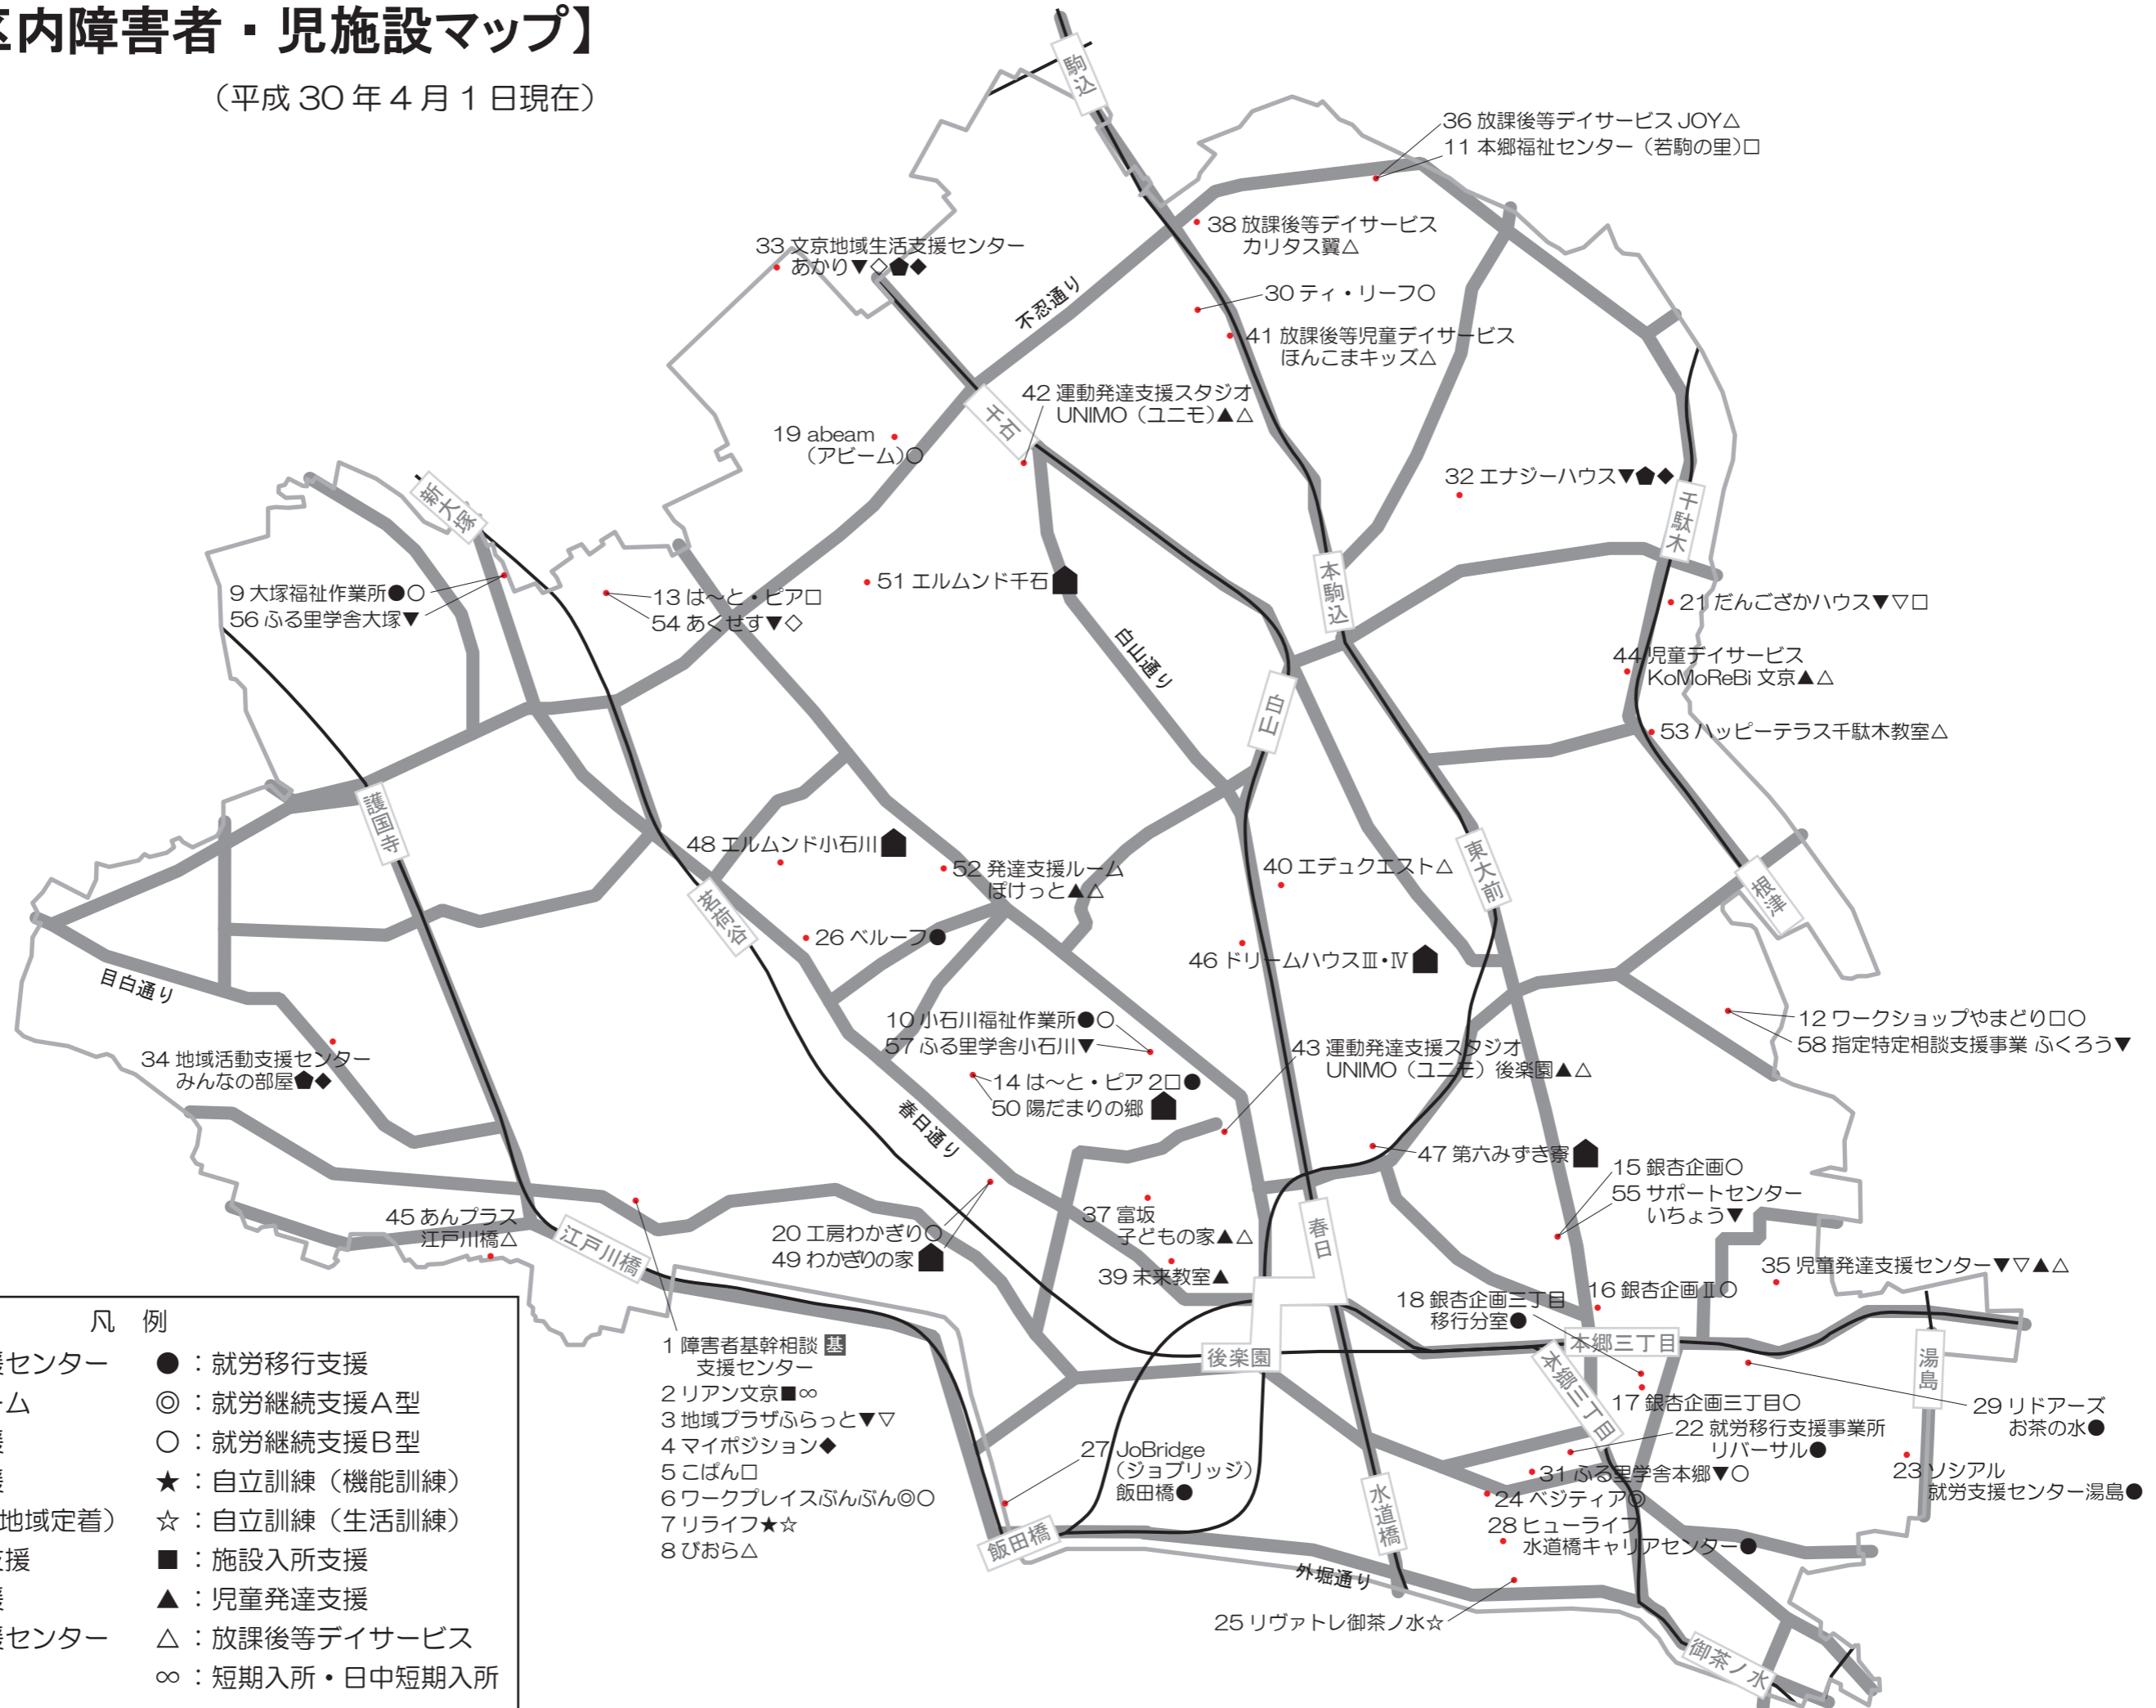 区内障害者・児施設マップ】
（平成 30 年 4 月 1 日現在）
駒込
36 放課後等デイサービス JOY△
11 本郷福祉センター（若駒の里）□
38 放課後等デイサービス
カリタス翼△
33 文京地域生活支援センター
あかり▼◇⬟◆
不忍通り
30 ティ・リーフ○
41 放課後等児童デイサービス
ほんこまキッズ△
42 運動発達支援スタジオ
UNIMO（ユニモ）▲△
千石
19 abeam
（アビーム）○
32 エナジーハウス▼⬟◆
新大塚
千駄木
9 大塚福祉作業所●○
56 ふる里学舎大塚▼
13 は～と・ピア□
54 あくせす▼◇
51 エルムンド千石
本駒込
21 だんござかハウス▼▽□
白山通り
44 児童デイサービス
KoMoReBi 文京▲△
白山
53 ハッピーテラス千駄木教室△
護国寺
48 エルムンド小石川
52 発達支援ルーム
ぽけっと▲△
40 エデュクエスト△
東大前
根津
茗荷谷
26 ベルーフ●
46 ドリームハウスⅢ・Ⅳ
目白通り
10 小石川福祉作業所●○
57 ふる里学舎小石川▼
12 ワークショップやまどり□○
58 指定特定相談支援事業 ふくろう▼
34 地域活動支援センター
みんなの部屋⬟◆
43 運動発達支援スタジオ
UNIMO（ユニモ）後楽園▲△
14 は～と・ピア 2□●
50 陽だまりの郷
春日通り
47 第六みずき寮
15 銀杏企画○
55 サポートセンター
いちょう▼
45 あんプラス
江戸川橋△
江戸川橋
20 工房わかぎり○
49 わかぎりの家
37 富坂
子どもの家▲△
39 未来教室▲
春日
35 児童発達支援センター▼▽▲△
16 銀杏企画Ⅱ○
18 銀杏企画三丁目
移行分室●
本郷三丁目
本郷三丁目
後楽園
湯島
1 障害者基幹相談 基
支援センター
2 リアン文京■∞
3 地域プラザふらっと▼▽
4 マイポジション◆
5 こぱん□
6 ワークプレイスぶんぶん◎○
7 リライフ★☆
8 びおら△
17 銀杏企画三丁目○
29 リドアーズ
お茶の水●
22 就労移行支援事業所
リバーサル●
27 JoBridge
（ジョブリッジ）
飯田橋●
31 ふる里学舎本郷▼○
23 ソシアル
就労支援センター湯島●
24 ベジティア◎
28 ヒューライフ
水道橋キャリアセンター●
水道橋
飯田橋
外堀通り
25 リヴァトレ御茶ノ水☆
御茶ノ水
凡　例
援センター　●：就労移行支援
ーム　◎：就労継続支援Ａ型
援　○：就労継続支援Ｂ型
援　★：自立訓練（機能訓練）
地域定着）　☆：自立訓練（生活訓練）
支援　■：施設入所支援
援　▲：児童発達支援
援センター　△：放課後等デイサービス
∞：短期入所・日中短期入所